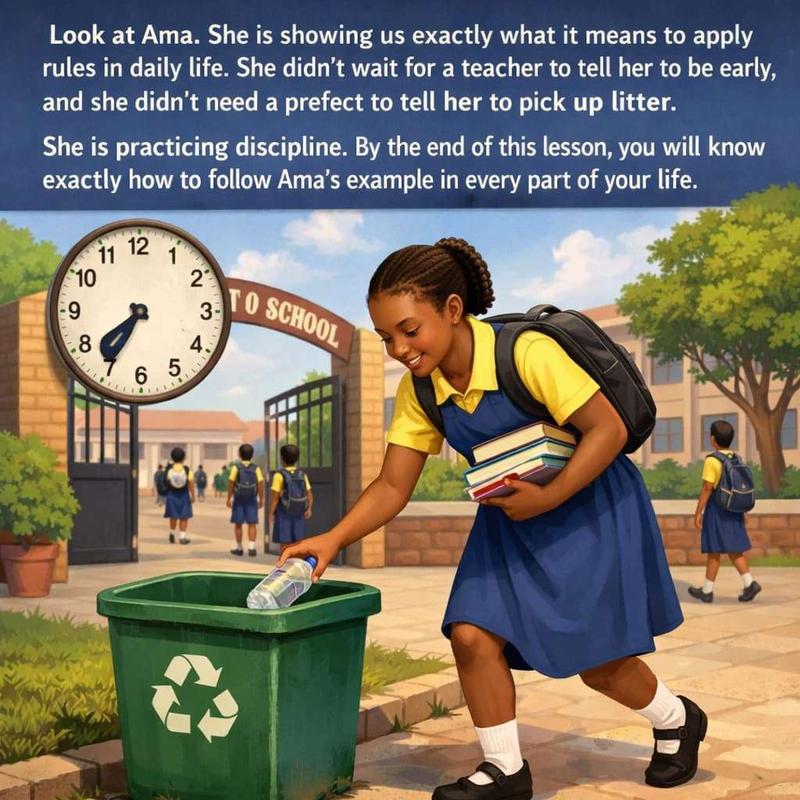 Look at Ama. She is showing us exactly what it means to apply
rules in daily life. She didn't wait for a teacher to tell her to be early,
and she didn't need a prefect to tell her to pick up litter.
She is practicing discipline. By the end of this lesson, you will know
exactly how to follow Ama's example in every part of your life.
12
11 1
10 2
9 3
8 4
7 5
6
T O SCHOOL